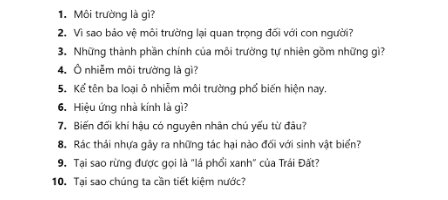 1. Môi trường là gì?
2. Vì sao bảo vệ môi trường lại quan trọng đối với con người?
3. Những thành phần chính của môi trường tự nhiên gồm những gì?
4. Ô nhiễm môi trường là gì?
5. Kể tên ba loại ô nhiễm môi trường phổ biến hiện nay.
6. Hiệu ứng nhà kính là gì?
7. Biến đổi khí hậu có nguyên nhân chủ yếu từ đâu?
8. Rác thải nhựa gây ra những tác hại nào đối với sinh vật biển?
9. Tại sao rừng được gọi là "lá phổi xanh" của Trái Đất?
10. Tại sao chúng ta cần tiết kiệm nước?